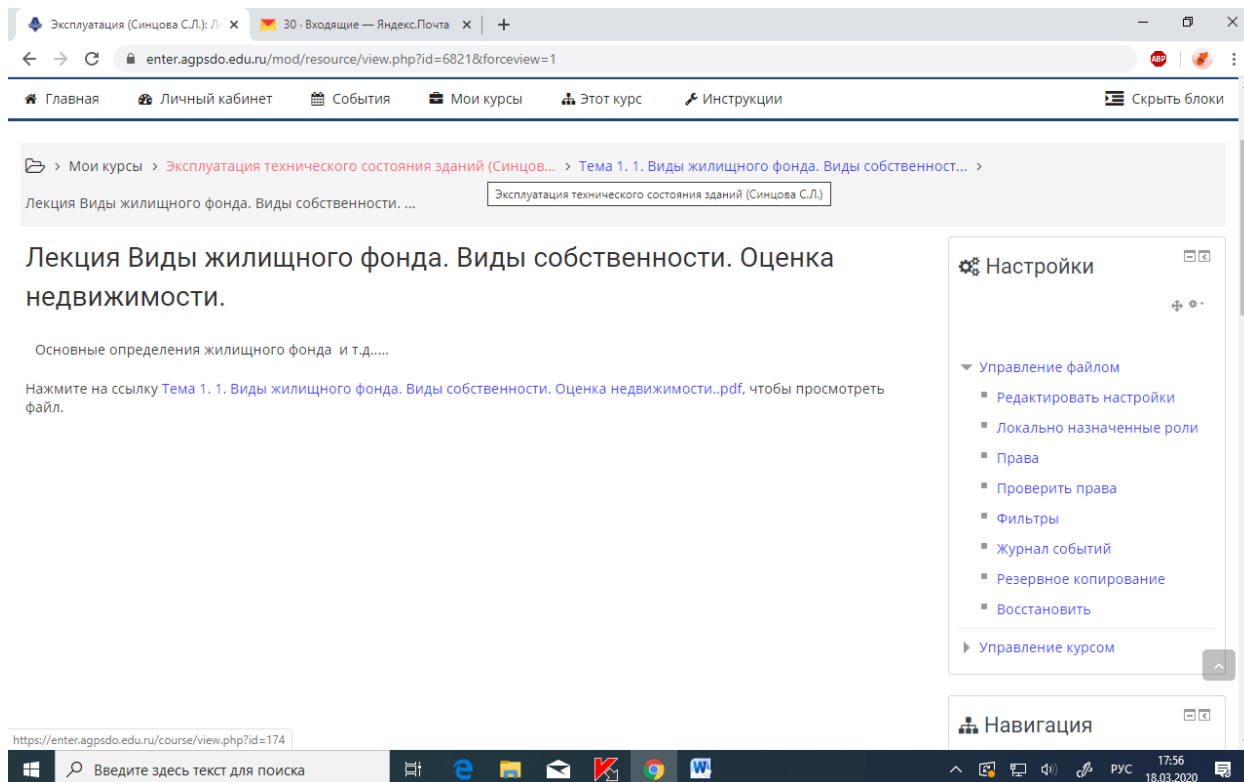 Эксплуатация (Синцова С.Л.): Л
30 · Входящие — Яндекс.Почта
enter.agpsdo.edu.ru/mod/resource/view.php?id=6821&forceview=1
ABP
Главная Личный кабинет События Мои курсы Этот курс Инструкции Скрыть блоки
> Мои курсы > Эксплуатация технического состояния зданий (Синцов... > Тема 1. 1. Виды жилищного фонда. Виды собственност... >
Эксплуатация технического состояния зданий (Синцова С.Л.)
Лекция Виды жилищного фонда. Виды собственности. ...
Лекция Виды жилищного фонда. Виды собственности. Оценка
недвижимости.
Основные определения жилищного фонда и т.д.....
Нажмите на ссылку Тема 1. 1. Виды жилищного фонда. Виды собственности. Оценка недвижимости..pdf, чтобы просмотреть
файл.
Настройки
Управление файлом
Редактировать настройки
Локально назначенные роли
Права
Проверить права
Фильтры
Журнал событий
Резервное копирование
Восстановить
Управление курсом
Навигация
https://enter.agpsdo.edu.ru/course/view.php?id=174
Введите здесь текст для поиска
РУС
17:56
18.03.2020